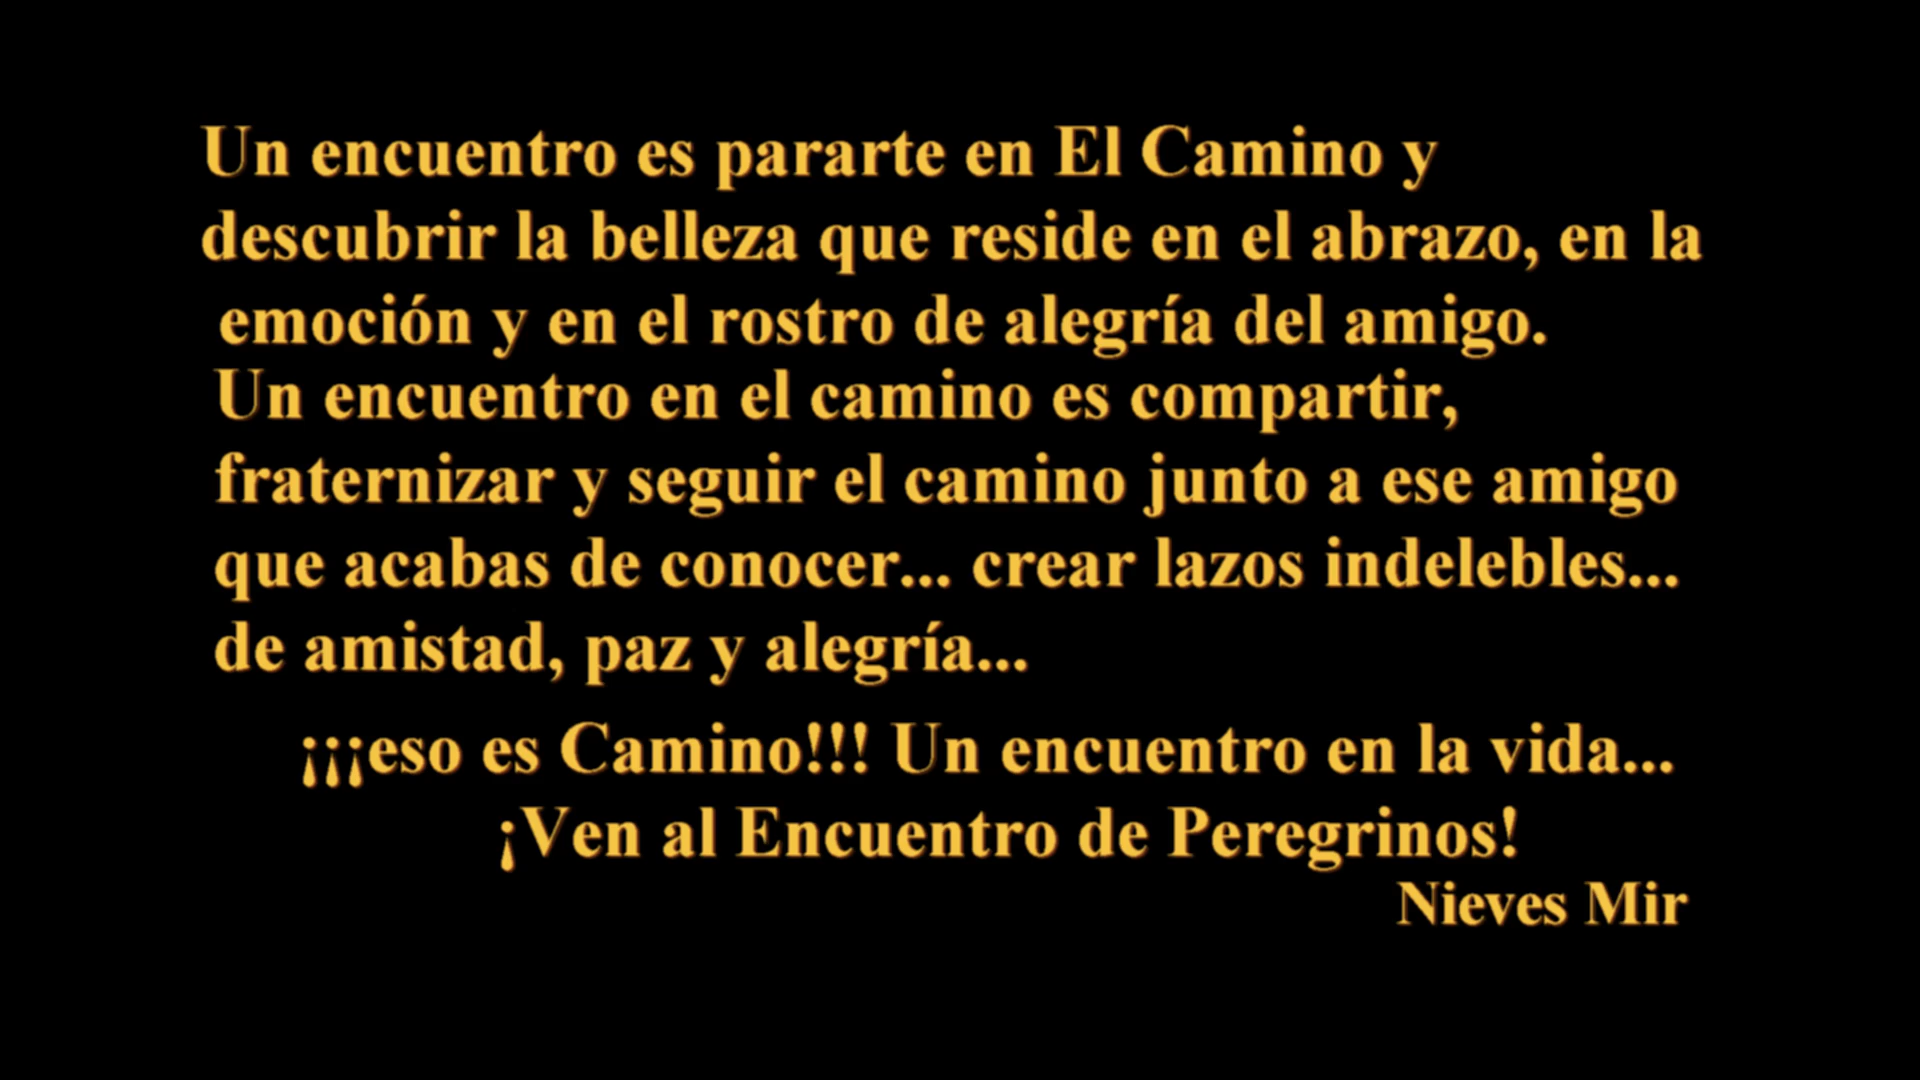 Un encuentro es pararte en El Camino y
descubrir la belleza que reside en el abrazo, en la
emoción y en el rostro de alegría del amigo.
Un encuentro en el camino es compartir,
fraternizar y seguir el camino junto a ese amigo
que acabas de conocer... crear lazos indelebles...
de amistad, paz y alegría...
¡¡¡eso es Camino!!! Un encuentro en la vida...
¡Ven al Encuentro de Peregrinos!
Nieves Mir